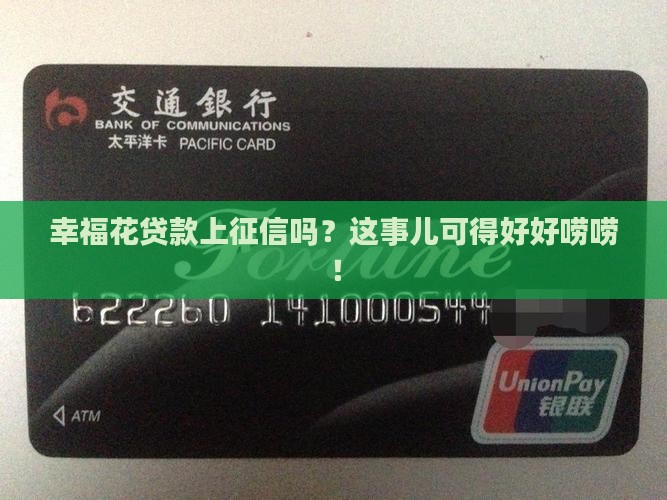 交通銀行
BANK OF COMMUNICATIONS
太平洋卡 PACIFIC CARD
幸福花贷款上征信吗？这事儿可得好好唠唠
！
Fortune
622260 141000544
UnionPay
银联
ATM